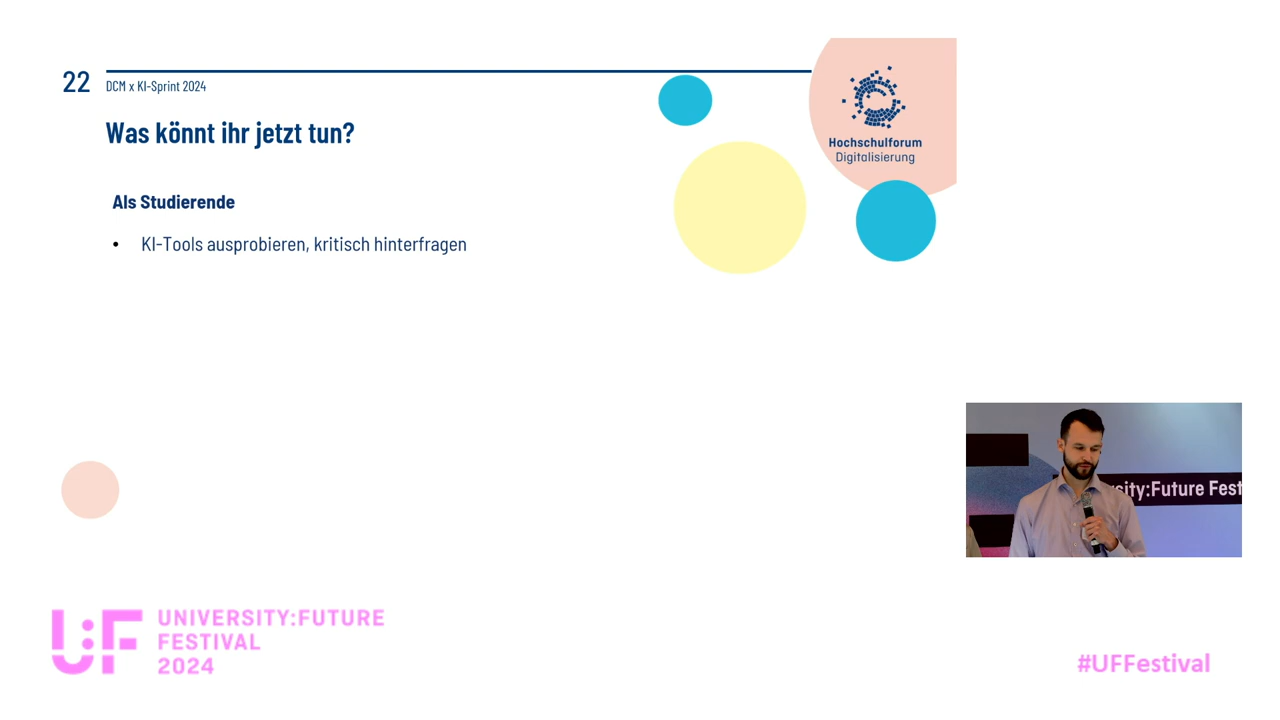 22
DCM x KI-Sprint 2024
Hochschulforum
Digitalisierung
Was könnt ihr jetzt tun?
Als Studierende
• KI-Tools ausprobieren, kritisch hinterfragen
sity:Future Fest
U:F
UNIVERSITY:FUTURE
FESTIVAL
2024
#UFFestival